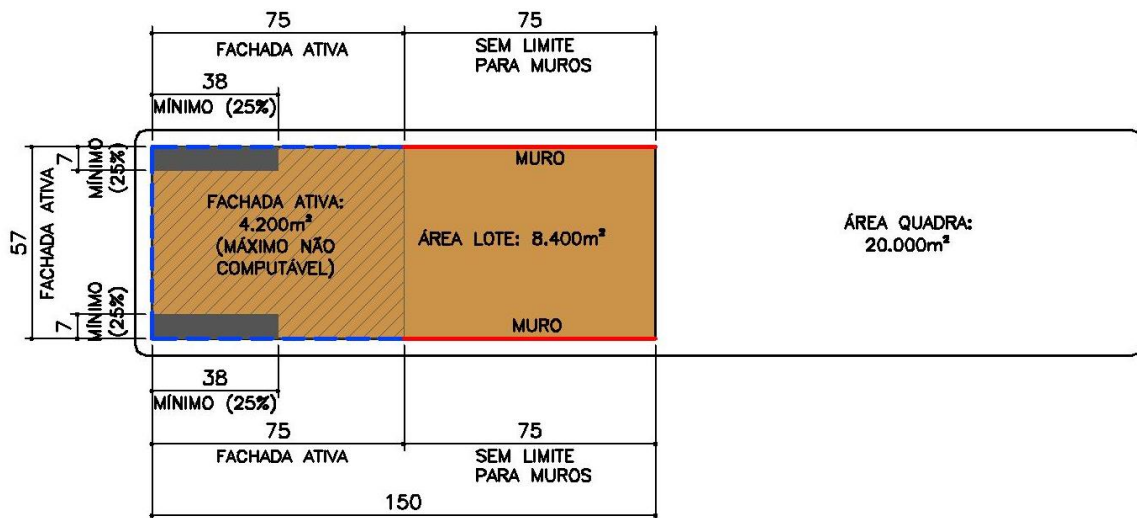 75
75
FACHADA ATIVA
SEM LIMITE
PARA MUROS
38
MÍNIMO (25%)
57
FACHADA ATIVA
7
MÍNIMO
(25%)
MURO
FACHADA ATIVA:
4.200m²
(MÁXIMO NÃO
COMPUTÁVEL)
ÁREA LOTE: 8.400m²
ÁREA QUADRA:
20.000m²
7
MÍNIMO
(25%)
MURO
38
MÍNIMO (25%)
75
75
FACHADA ATIVA
SEM LIMITE
PARA MUROS
150